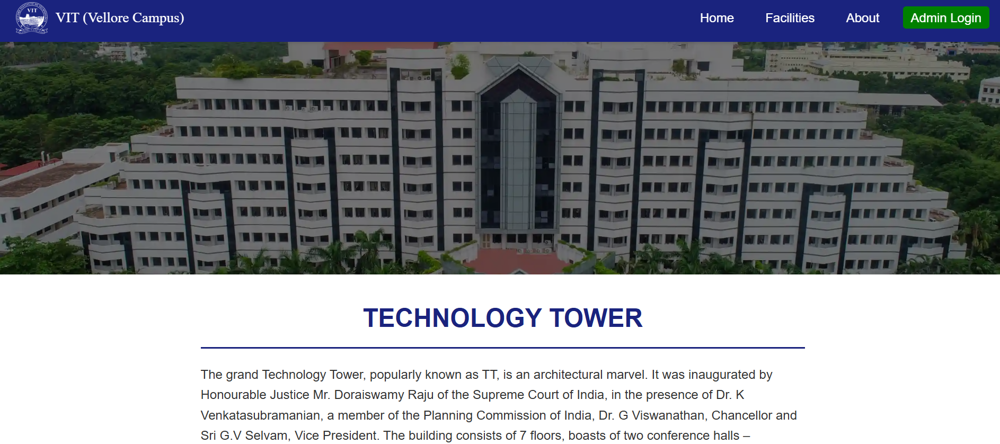 VIT
VIT (Vellore Campus)
Home
Facilities
About
Admin Login
TECHNOLOGY TOWER
The grand Technology Tower, popularly known as TT, is an architectural marvel. It was inaugurated by
Honourable Justice Mr. Doraiswamy Raju of the Supreme Court of India, in the presence of Dr. K
Venkatasubramanian, a member of the Planning Commission of India, Dr. G Viswanathan, Chancellor and
Sri G.V Selvam, Vice President. The building consists of 7 floors, boasts of two conference halls –